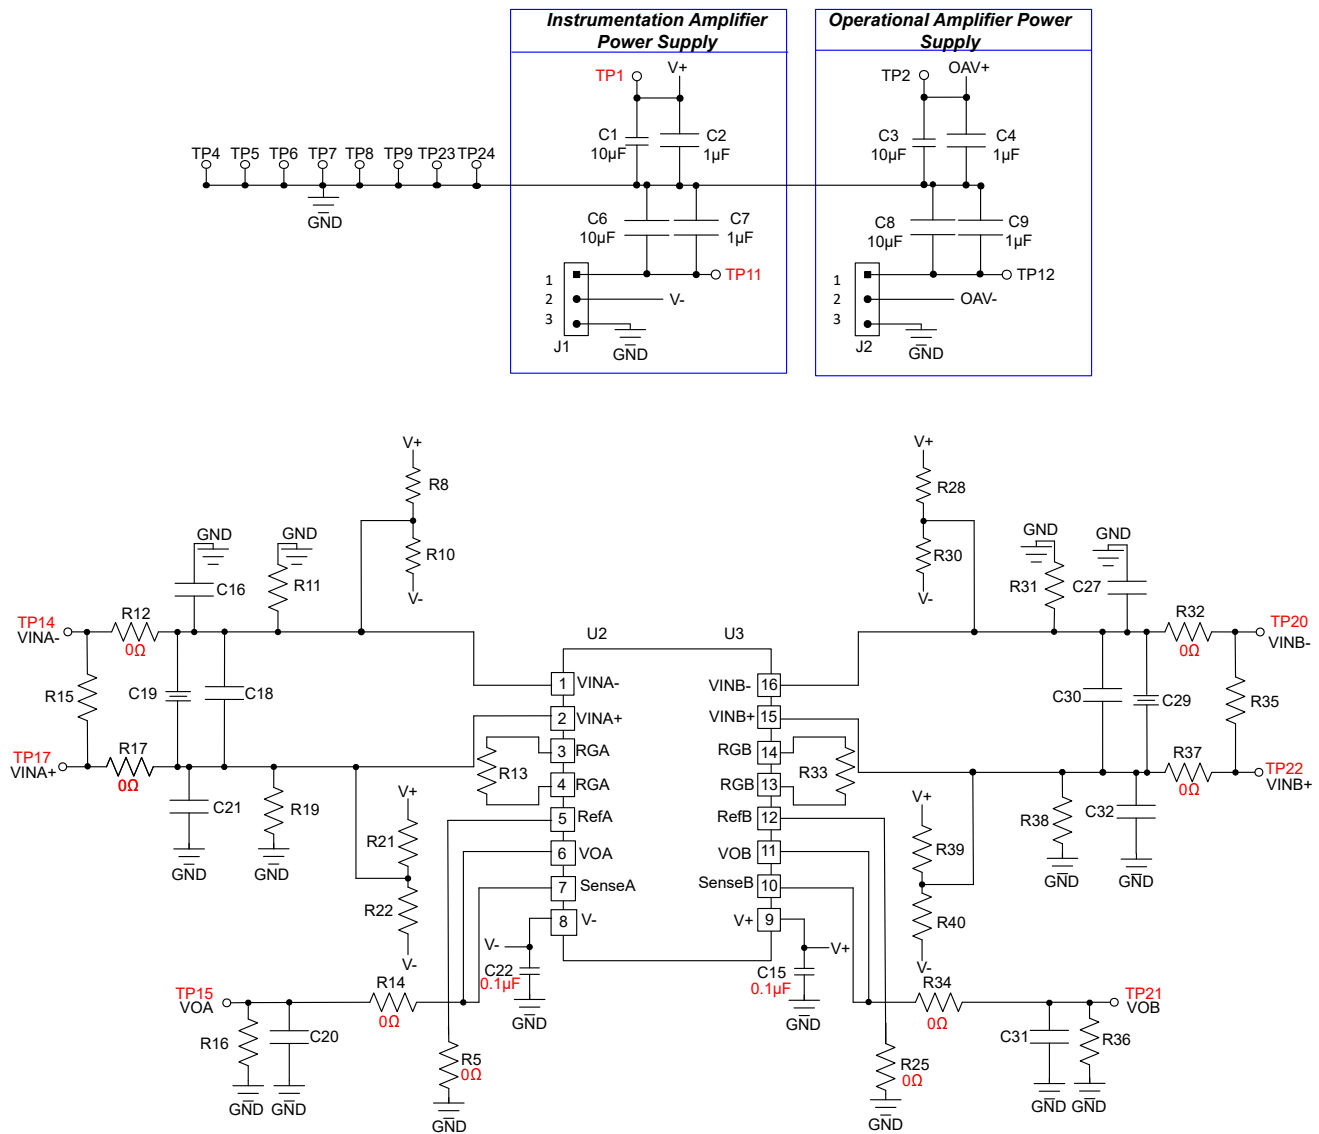 Instrumentation Amplifier
Power Supply
Operational Amplifier Power
Supply
TP1
V+
TP2
OAV+
C1
10µF
C2
1µF
C3
10µF
C4
1µF
TP4 TP5 TP6 TP7 TP8 TP9 TP23 TP24
GND
C6
10µF
C7
1µF
C8
10µF
C9
1µF
1
TP11
2
V-
3
GND
J1
1
TP12
2
OAV-
3
GND
J2
V+
R8
R10
V-
V+
R28
R30
V-
GND
C16
GND
R11
GND
R31
GND
C27
TP14
VINA-
R12
0Ω
R32
0Ω
TP20
VINB-
R15
C19
C18
C30
C29
R35
TP17
VINA+
R17
0Ω
R37
0Ω
TP22
VINB+
C21
GND
R19
GND
R38
GND
C32
GND
U2
U3
1 VINA-
2 VINA+
3 RGA
4 RGA
5 RefA
6 VOA
7 SenseA
8 V-
VINB- 16
VINB+ 15
RGB 14
RGB 13
RefB 12
VOB 11
SenseB 10
V+ 9
R13
R33
V+
R21
R22
V-
V+
R39
R40
V-
V-
C22
0.1µF
GND
V+
C15
0.1µF
GND
TP15
VOA
R14
0Ω
R16
GND
C20
GND
R5
0Ω
GND
R34
0Ω
TP21
VOB
C31
GND
R36
GND
R25
0Ω
GND